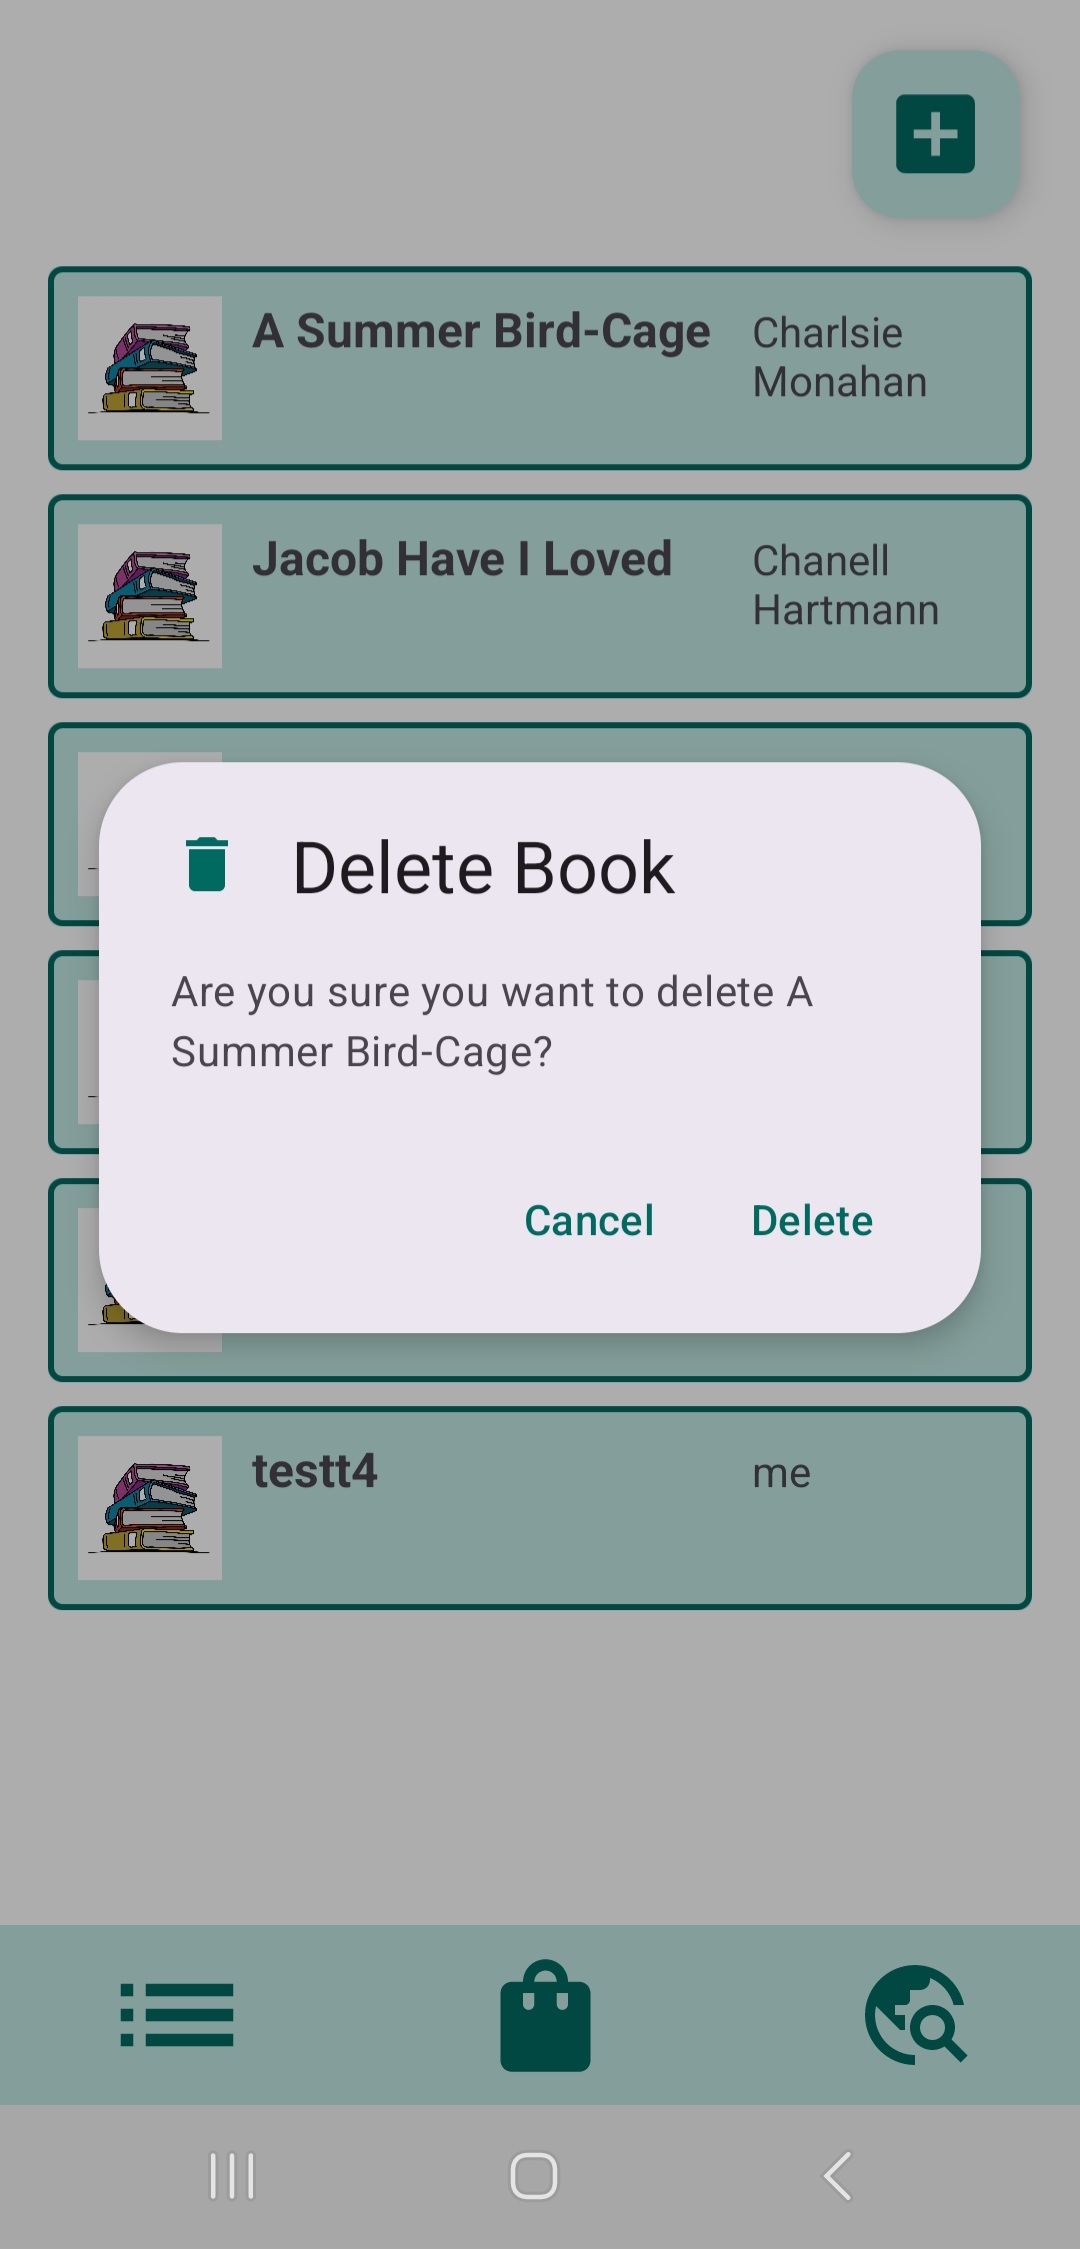 A Summer Bird-Cage
Charlsie
Monahan
Jacob Have I Loved
Chanell
Hartmann
Delete Book
Are you sure you want to delete A
Summer Bird-Cage?
Cancel
Delete
testt4
me